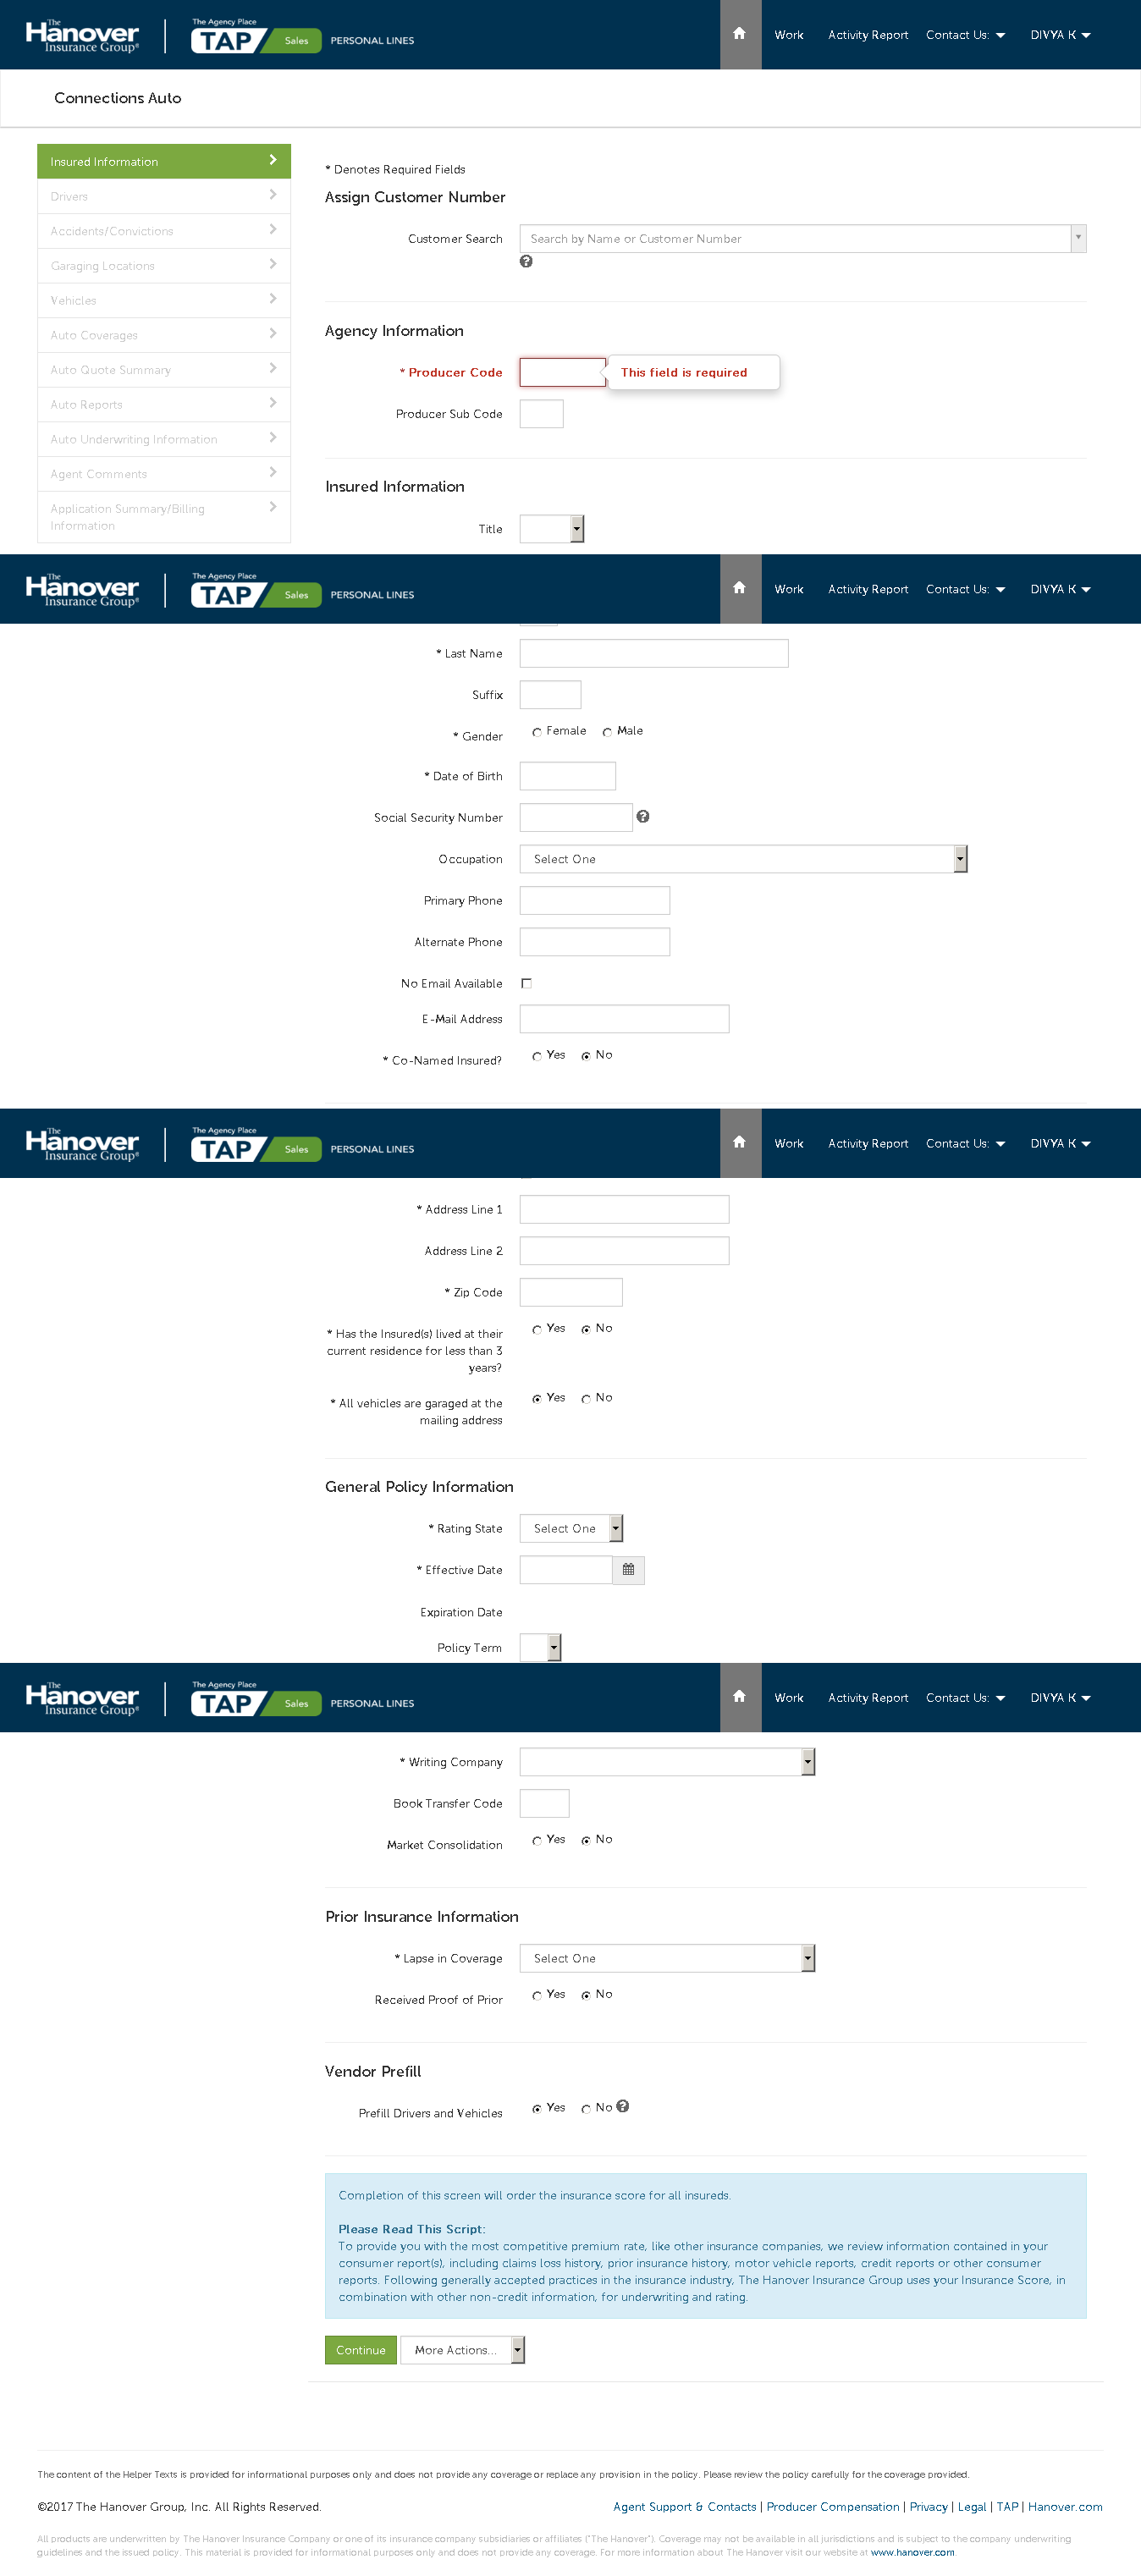 The
Hanover
Insurance Group®
The Agency Place
TAP Sales PERSONAL LINES
Work Activity Report Contact Us: DIVYA K
Connections Auto
Insured Information
Drivers
Accidents/Convictions
Garaging Locations
Vehicles
Auto Coverages
Auto Quote Summary
Auto Reports
Auto Underwriting Information
Agent Comments
Application Summary/Billing
Information
* Denotes Required Fields
Assign Customer Number
Customer Search Search by Name or Customer Number
Agency Information
* Producer Code This field is required
Producer Sub Code
Insured Information
Title
The
Hanover
Insurance Group®
The Agency Place
TAP Sales PERSONAL LINES
Work Activity Report Contact Us: DIVYA K
* Last Name
Suffix
* Gender Female Male
* Date of Birth
Social Security Number
Occupation Select One
Primary Phone
Alternate Phone
No Email Available
E-Mail Address
* Co-Named Insured? Yes No
The
Hanover
Insurance Group®
The Agency Place
TAP Sales PERSONAL LINES
Work Activity Report Contact Us: DIVYA K
* Address Line 1
Address Line 2
* Zip Code
* Has the Insured(s) lived at their Yes No
current residence for less than 3
years?
* All vehicles are garaged at the Yes No
mailing address
General Policy Information
* Rating State Select One
* Effective Date
Expiration Date
Policy Term
The
Hanover
Insurance Group®
The Agency Place
TAP Sales PERSONAL LINES
Work Activity Report Contact Us: DIVYA K
* Writing Company
Book Transfer Code
Market Consolidation Yes No
Prior Insurance Information
* Lapse in Coverage Select One
Received Proof of Prior Yes No
Vendor Prefill
Prefill Drivers and Vehicles Yes No
Completion of this screen will order the insurance score for all insureds.
Please Read This Script:
To provide you with the most competitive premium rate, like other insurance companies, we review information contained in your
consumer report(s), including claims loss history, prior insurance history, motor vehicle reports, credit reports or other consumer
reports. Following generally accepted practices in the insurance industry, The Hanover Insurance Group uses your Insurance Score, in
combination with other non-credit information, for underwriting and rating.
Continue More Actions...
The content of the Helper Texts is provided for informational purposes only and does not provide any coverage or replace any provision in the policy. Please review the policy carefully for the coverage provided.
©2017 The Hanover Group, Inc. All Rights Reserved. Agent Support & Contacts | Producer Compensation | Privacy | Legal | TAP | Hanover.com
All products are underwritten by The Hanover Insurance Company or one of its insurance company subsidiaries or affiliates ("The Hanover"). Coverage may not be available in all jurisdictions and is subject to the company underwriting
guidelines and the issued policy. This material is provided for informational purposes only and does not provide any coverage. For more information about The Hanover visit our website at www.hanover.com